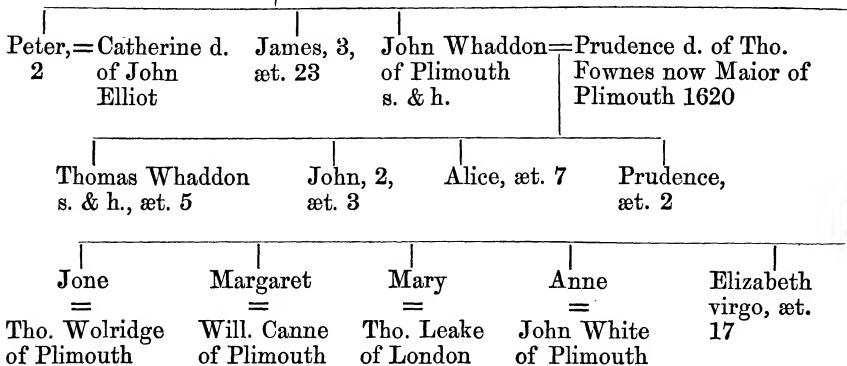 Peter,= Catherine d. James, 3, John Whaddon=Prudence d. of Tho.
2 of John æt. 23 of Plimouth Fownes now Maior of
Elliot s. & h. Plimouth 1620
Thomas Whaddon John, 2, Alice, æt. 7 Prudence,
s. & h., æt. 5 æt. 3 æt. 2
Jone Margaret Mary Anne Elizabeth
= = = = virgo, æt.
Tho. Wolridge Will. Canne Tho. Leake John White 17
of Plimouth of Plimouth of London of Plimouth